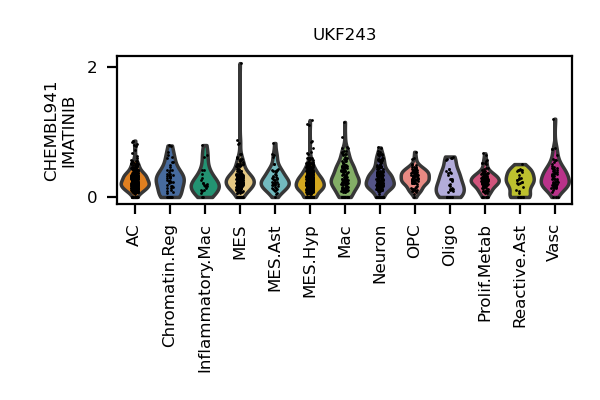 UKF243
CHEMBL941
IMATINIB
2
0
AC
Chromatin.Reg
Inflammatory.Mac
MES
MES.Ast
MES.Hyp
Mac
Neuron
OPC
Oligo
Prolif.Metab
Reactive.Ast
Vasc